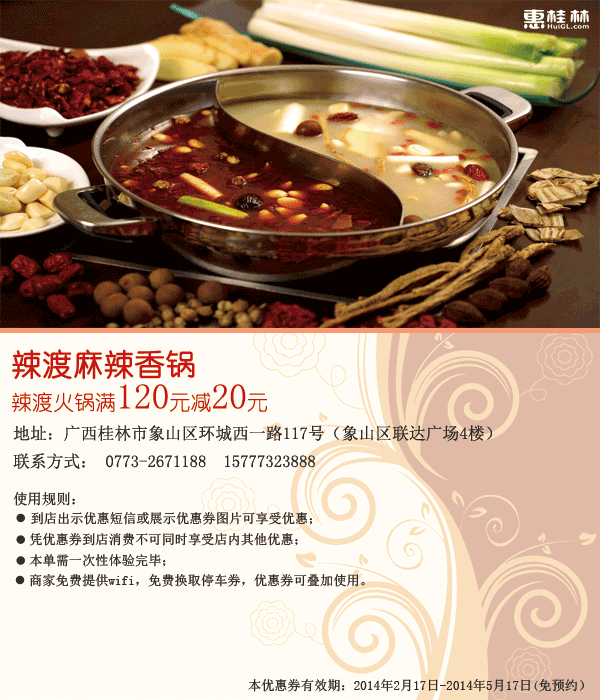 惠桂林
HuiGL.com
辣渡麻辣香锅
辣渡火锅满120元减20元
地址：广西桂林市象山区环城西一路117号（象山区联达广场4楼）
联系方式： 0773-2671188 15777323888
使用规则：
● 到店出示优惠短信或展示优惠券图片可享受优惠；
● 凭优惠券到店消费不可同时享受店内其他优惠；
● 本单需一次性体验完毕；
● 商家免费提供wifi，免费换取停车券，优惠券可叠加使用。
本优惠券有效期：2014年2月17日-2014年5月17日(免预约）